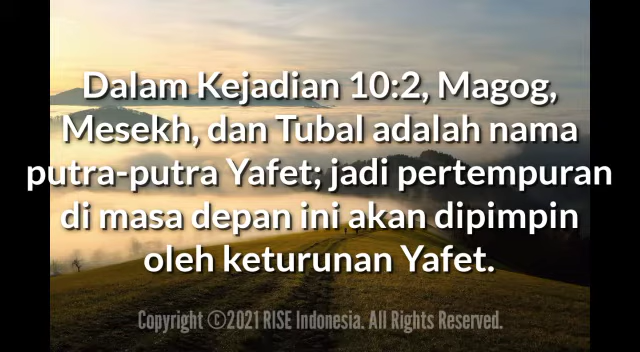 Dalam Kejadian 10:2, Magog,
Mesekh, dan Tubal adalah nama
putra-putra Yafet; jadi pertempuran
di masa depan ini akan dipimpin
oleh keturunan Yafet.
Copyright ©2021 RISE Indonesia. All Rights Reserved.